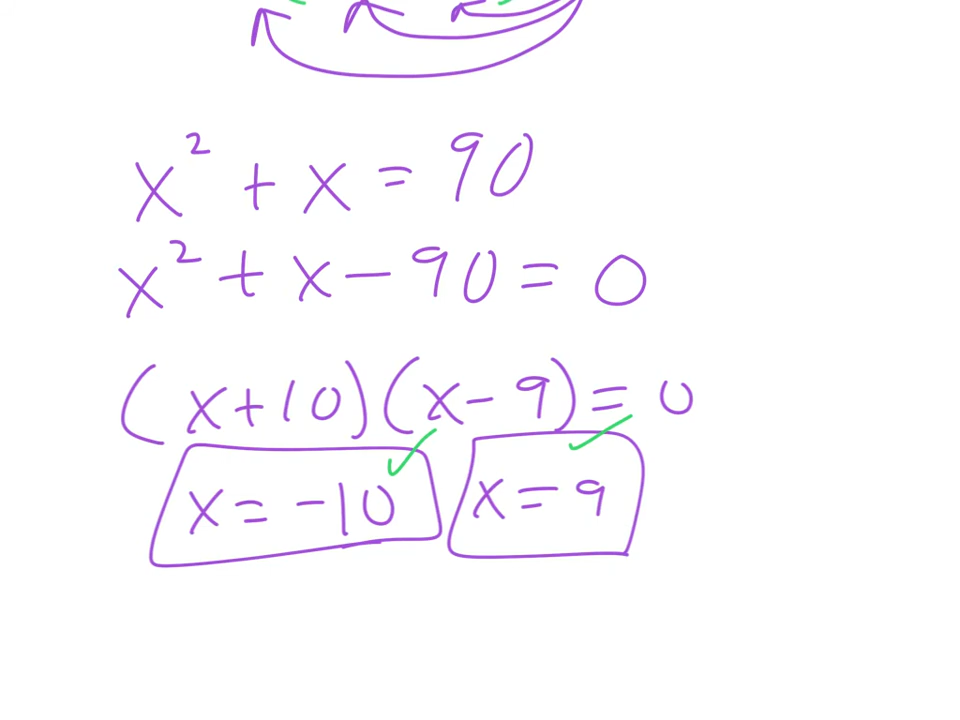 x² + x = 90
x² + x - 90 = 0
(x+10)(x-9) = 0
x = -10 x = 9